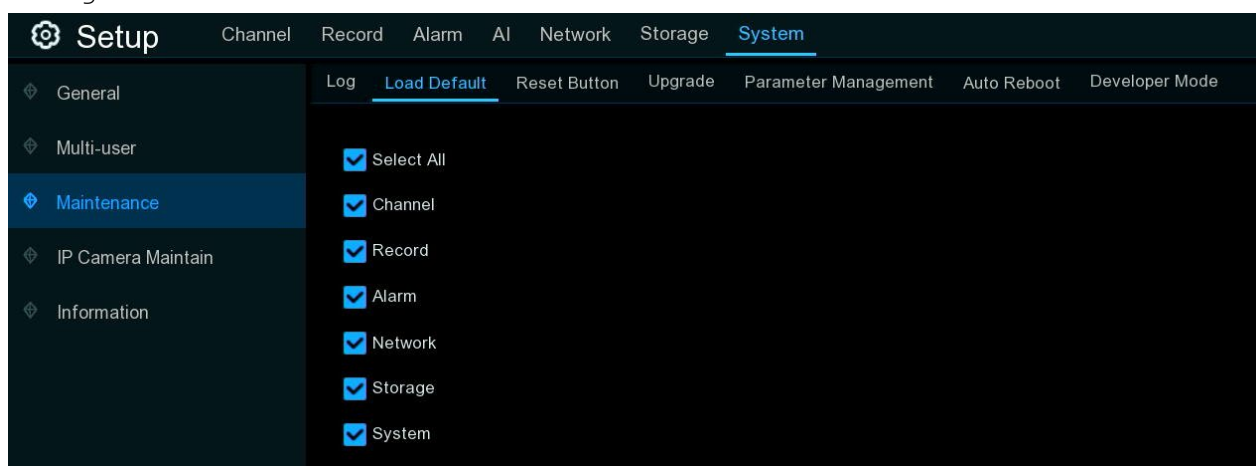 Setup Channel Record Alarm AI Network Storage System
General
Multi-user
Maintenance
IP Camera Maintain
Information
Log Load Default Reset Button Upgrade Parameter Management Auto Reboot Developer Mode
Select All
Channel
Record
Alarm
Network
Storage
System